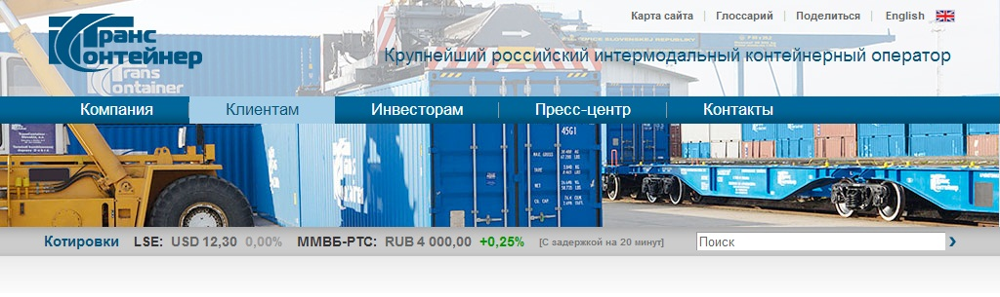 Карта сайта | Глоссарий | Поделиться | English
Транс
Контейнер
Trans
Container
Крупнейший российский интермодальный контейнерный оператор
Компания | Клиентам | Инвесторам | Пресс-центр | Контакты
45G1
Котировки LSE: USD 12,30 0,00% ММВБ-РТС: RUB 4 000,00 +0,25% [С задержкой на 20 минут] Поиск